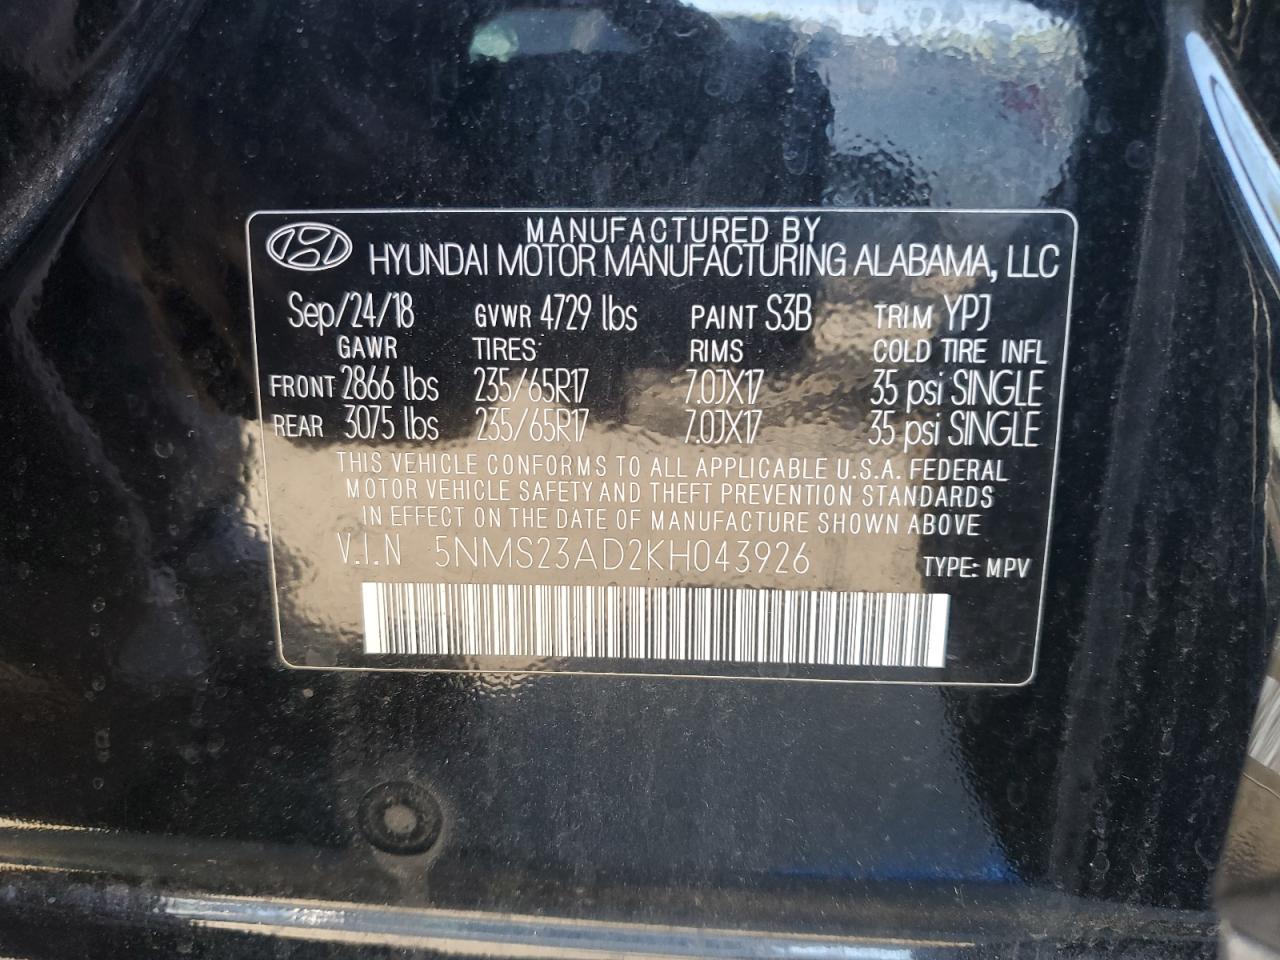 MANUFACTURED BY
HYUNDAI MOTOR MANUFACTURING ALABAMA, LLC
Sep/24/18 GVWR 4729 lbs PAINT S3B TRIM YPJ
GAWR TIRES RIMS COLD TIRE INFL
FRONT 2866 lbs 235/65R17 7.0JX17 35 psi SINGLE
REAR 3075 lbs 235/65R17 7.0JX17 35 psi SINGLE
THIS VEHICLE CONFORMS TO ALL APPLICABLE U.S.A. FEDERAL
MOTOR VEHICLE SAFETY AND THEFT PREVENTION STANDARDS
IN EFFECT ON THE DATE OF MANUFACTURE SHOWN ABOVE
V.I.N 5NMS23AD2KH043926 TYPE: MPV